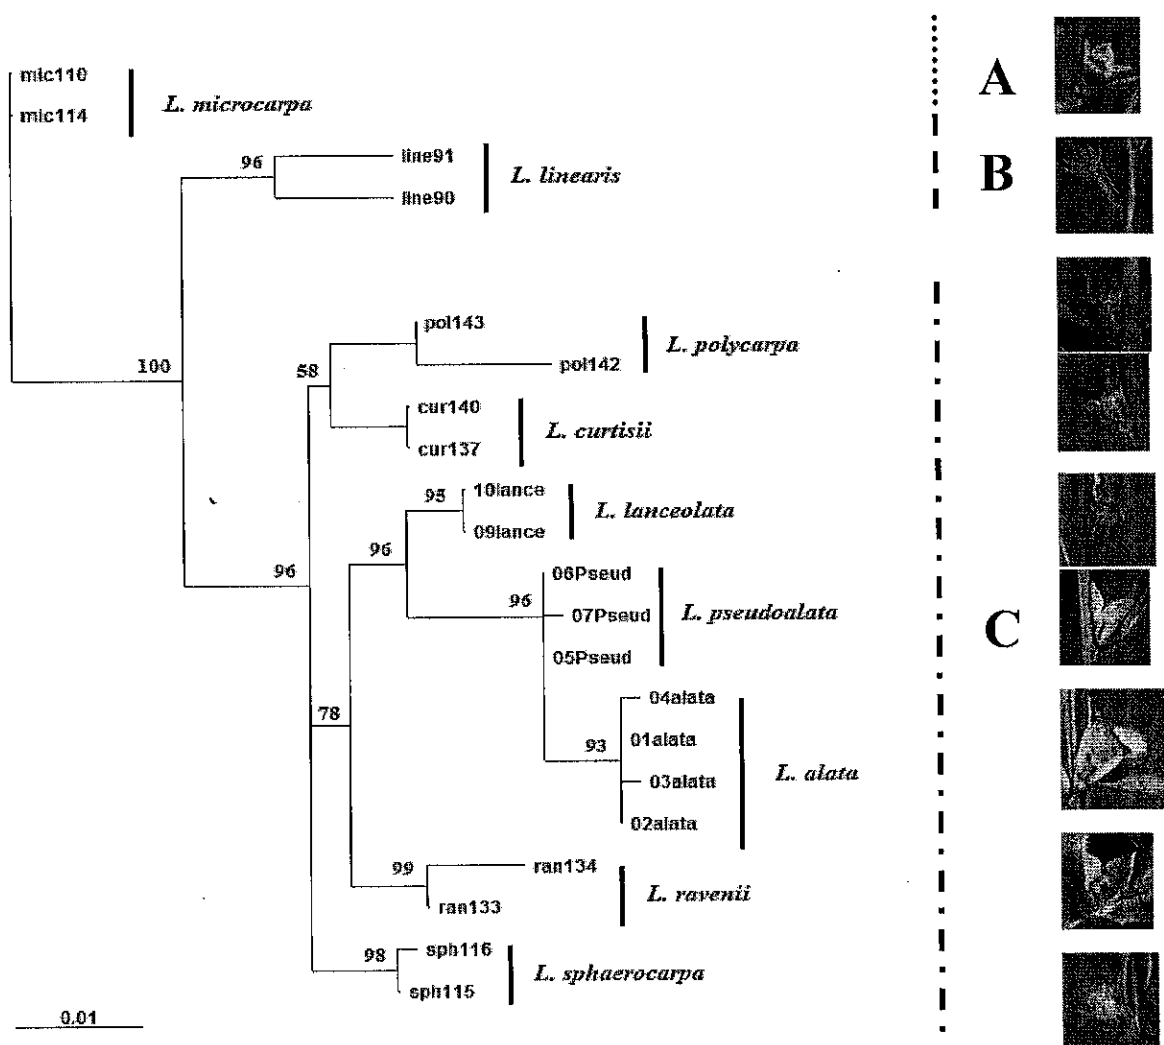 mic110
mic114
L. microcarpa
A
96
line91
line90
L. linearis
B
100
pol143
pol142
L. polycarpa
58
cur140
cur137
L. curtisii
10lance
09lance
L. lanceolata
95
96
96
06Pseud
07Pseud
05Pseud
L. pseudoalata
C
96
04alata
01alata
03alata
02alata
L. alata
78
93
ran134
ran133
L. ravenii
99
sph116
sph115
L. sphaerocarpa
98
0.01